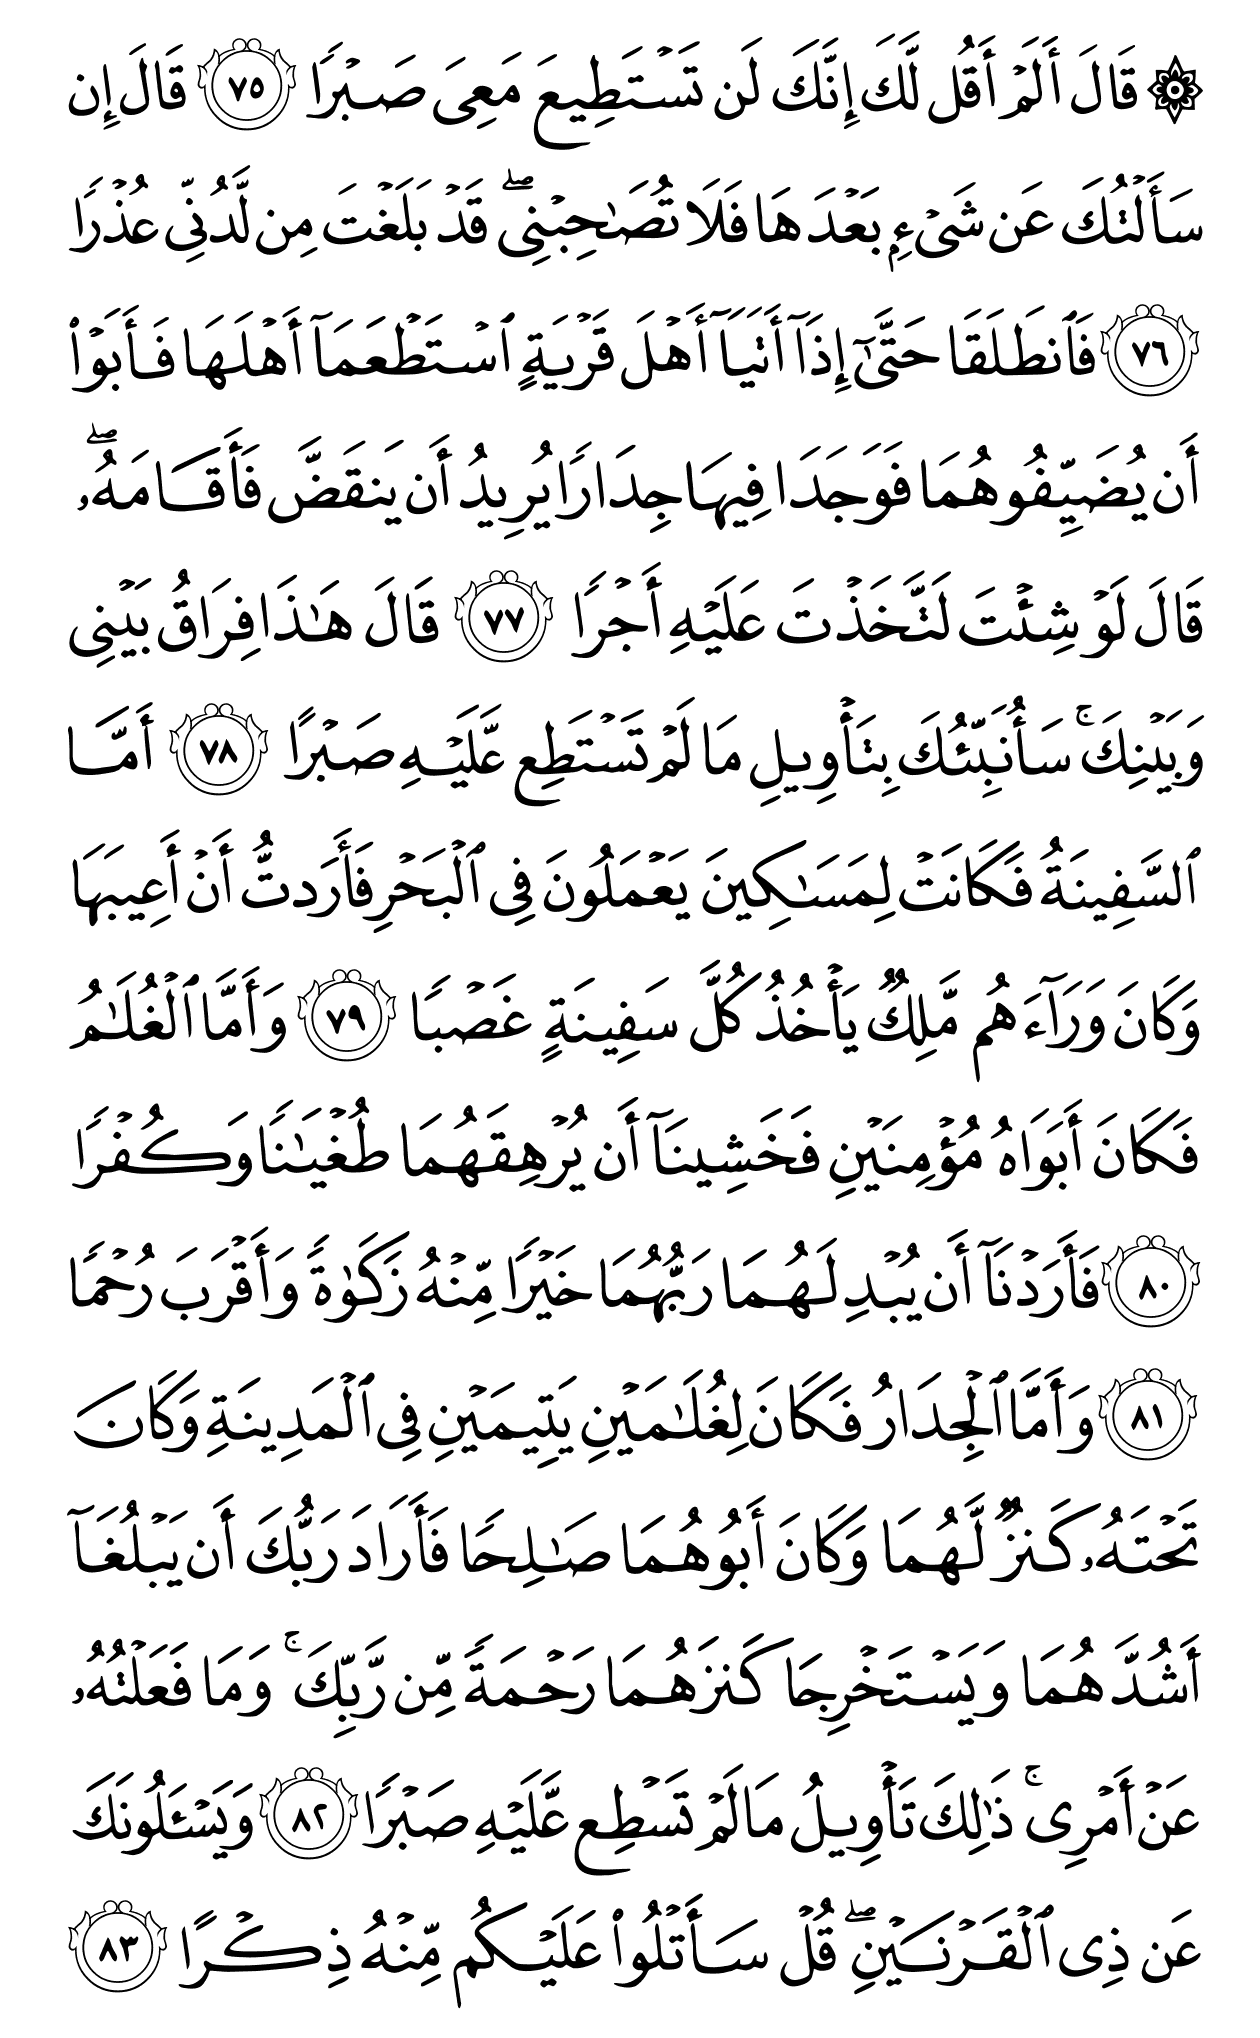 ۞ قَالَ أَلَمْ أَقُل لَّكَ إِنَّكَ لَن تَسْتَطِيعَ مَعِىَ صَبْرًا ٧٥ قَالَ إِن
سَأَلْتُكَ عَن شَىْءٍۭ بَعْدَهَا فَلَا تُصَـٰحِبْنِى ۖ قَدْ بَلَغْتَ مِن لَّدُنِّى عُذْرًا
٧٦ فَٱنطَلَقَا حَتَّىٰٓ إِذَآ أَتَيَآ أَهْلَ قَرْيَةٍ ٱسْتَطْعَمَآ أَهْلَهَا فَأَبَوْا۟
أَن يُضَيِّفُوهُمَا فَوَجَدَا فِيهَا جِدَارًا يُرِيدُ أَن يَنقَضَّ فَأَقَامَهُۥ ۖ
قَالَ لَوْ شِئْتَ لَتَّخَذْتَ عَلَيْهِ أَجْرًا ٧٧ قَالَ هَـٰذَا فِرَاقُ بَيْنِى
وَبَيْنِكَ ۚ سَأُنَبِّئُكَ بِتَأْوِيلِ مَا لَمْ تَسْتَطِع عَّلَيْهِ صَبْرًا ٧٨ أَمَّا
ٱلسَّفِينَةُ فَكَانَتْ لِمَسَـٰكِينَ يَعْمَلُونَ فِى ٱلْبَحْرِ فَأَرَدتُّ أَنْ أَعِيبَهَا
وَكَانَ وَرَآءَهُم مَّلِكٌ يَأْخُذُ كُلَّ سَفِينَةٍ غَصْبًا ٧٩ وَأَمَّا ٱلْغُلَـٰمُ
فَكَانَ أَبَوَاهُ مُؤْمِنَيْنِ فَخَشِينَآ أَن يُرْهِقَهُمَا طُغْيَـٰنًا وَكُفْرًا
٨٠ فَأَرَدْنَآ أَن يُبْدِلَهُمَا رَبُّهُمَا خَيْرًا مِّنْهُ زَكَوٰةً وَأَقْرَبَ رُحْمًا
٨١ وَأَمَّا ٱلْجِدَارُ فَكَانَ لِغُلَـٰمَيْنِ يَتِيمَيْنِ فِى ٱلْمَدِينَةِ وَكَانَ
تَحْتَهُۥ كَنزٌ لَّهُمَا وَكَانَ أَبُوهُمَا صَـٰلِحًا فَأَرَادَ رَبُّكَ أَن يَبْلُغَآ
أَشُدَّهُمَا وَيَسْتَخْرِجَا كَنزَهُمَا رَحْمَةً مِّن رَّبِّكَ ۚ وَمَا فَعَلْتُهُۥ
عَنْ أَمْرِى ۚ ذَٰلِكَ تَأْوِيلُ مَا لَمْ تَسْطِع عَّلَيْهِ صَبْرًا ٨٢ وَيَسْـَٔلُونَكَ
عَن ذِى ٱلْقَرْنَيْنِ ۖ قُلْ سَأَتْلُوا۟ عَلَيْكُم مِّنْهُ ذِكْرًا ٨٣